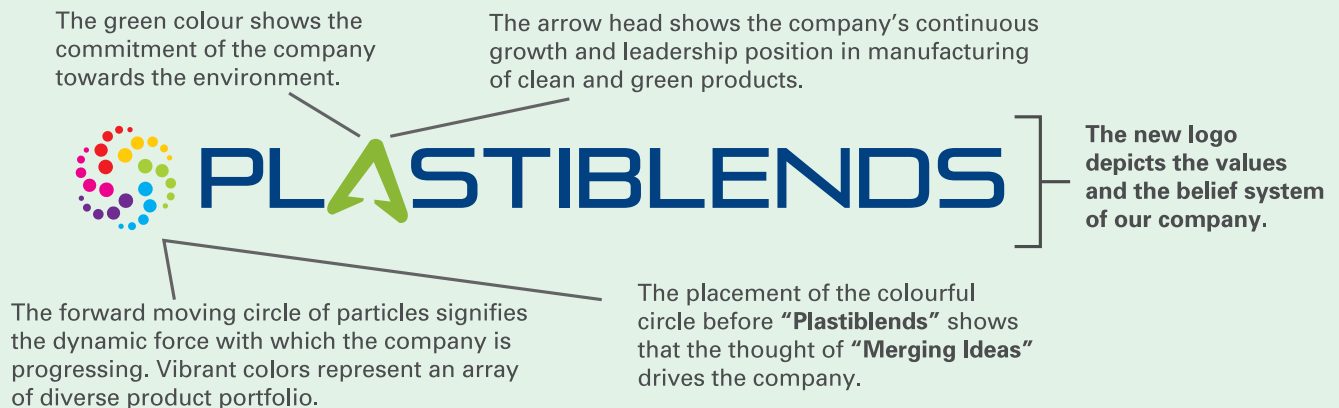 The green colour shows the
commitment of the company
towards the environment.
The arrow head shows the company's continuous
growth and leadership position in manufacturing
of clean and green products.
PLASTIBLENDS
The new logo
depicts the values
and the belief system
of our company.
The forward moving circle of particles signifies
the dynamic force with which the company is
progressing. Vibrant colors represent an array
of diverse product portfolio.
The placement of the colourful
circle before “Plastiblends” shows
that the thought of “Merging Ideas”
drives the company.